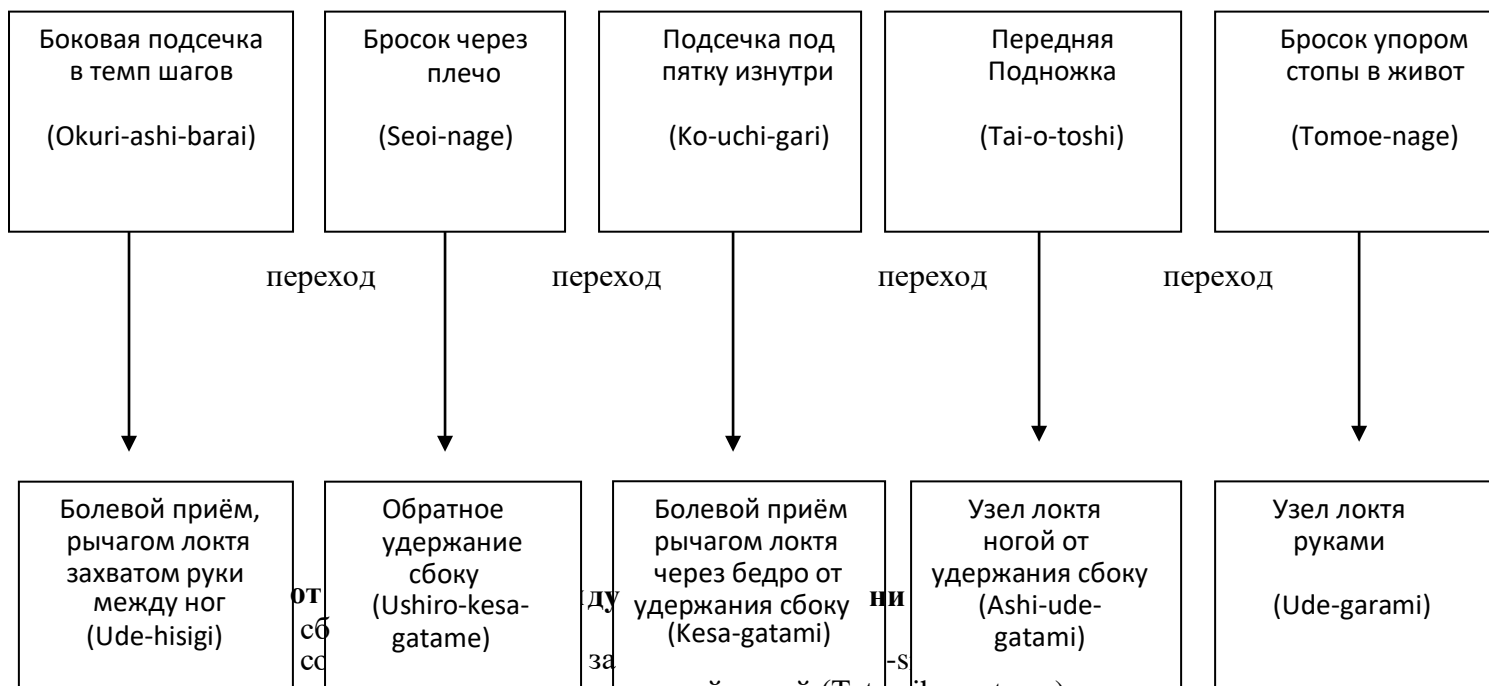 Боковая подсечка
в темп шагов
(Okuri-ashi-barai)
Бросок через
плечо
(Seoi-nage)
Подсечка под
пятку изнутри
(Ko-uchi-gari)
Передняя
Подножка
(Tai-o-toshi)
Бросок упором
стопы в живот
(Tomoe-nage)
переход
переход
переход
переход
Болевой приём,
рычагом локтя
захватом руки
между ног
(Ude-hisigi)
Обратное
удержание
сбоку
(Ushiro-kesa-
gatame)
Болевой приём
рычагом локтя
через бедро от
удержания сбоку
(Kesa-gatami)
Узел локтя
ногой от
удержания сбоку
(Ashi-ude-
gatami)
Узел локтя
руками
(Ude-garami)
от